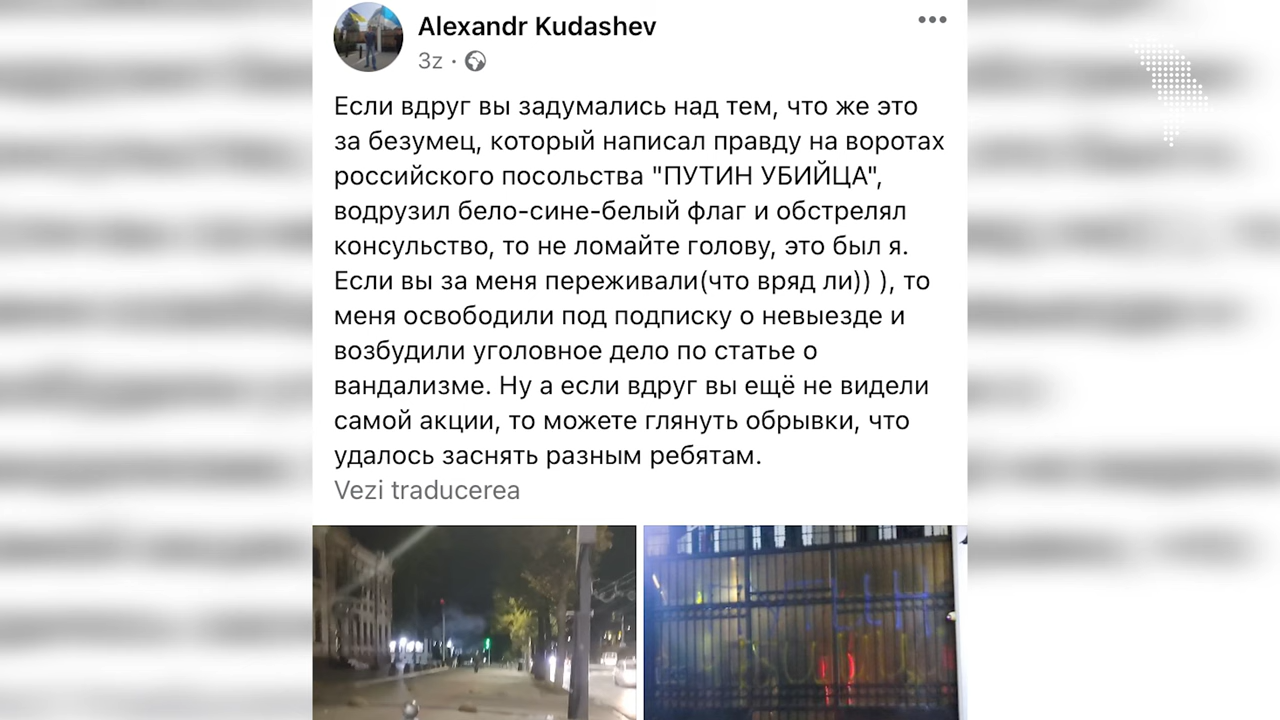 Alexandr Kudashev
3z ·
Если вдруг вы задумались над тем, что же это
за безумец, который написал правду на воротах
российского посольства "ПУТИН УБИЙЦА",
водрузил бело-сине-белый флаг и обстрелял
консульство, то не ломайте голову, это был я.
Если вы за меня переживали(что вряд ли)) ), то
меня освободили под подписку о невыезде и
возбудили уголовное дело по статье о
вандализме. Ну а если вдруг вы ещё не видели
самой акции, то можете глянуть обрывки, что
удалось заснять разным ребятам.
Vezi traducerea